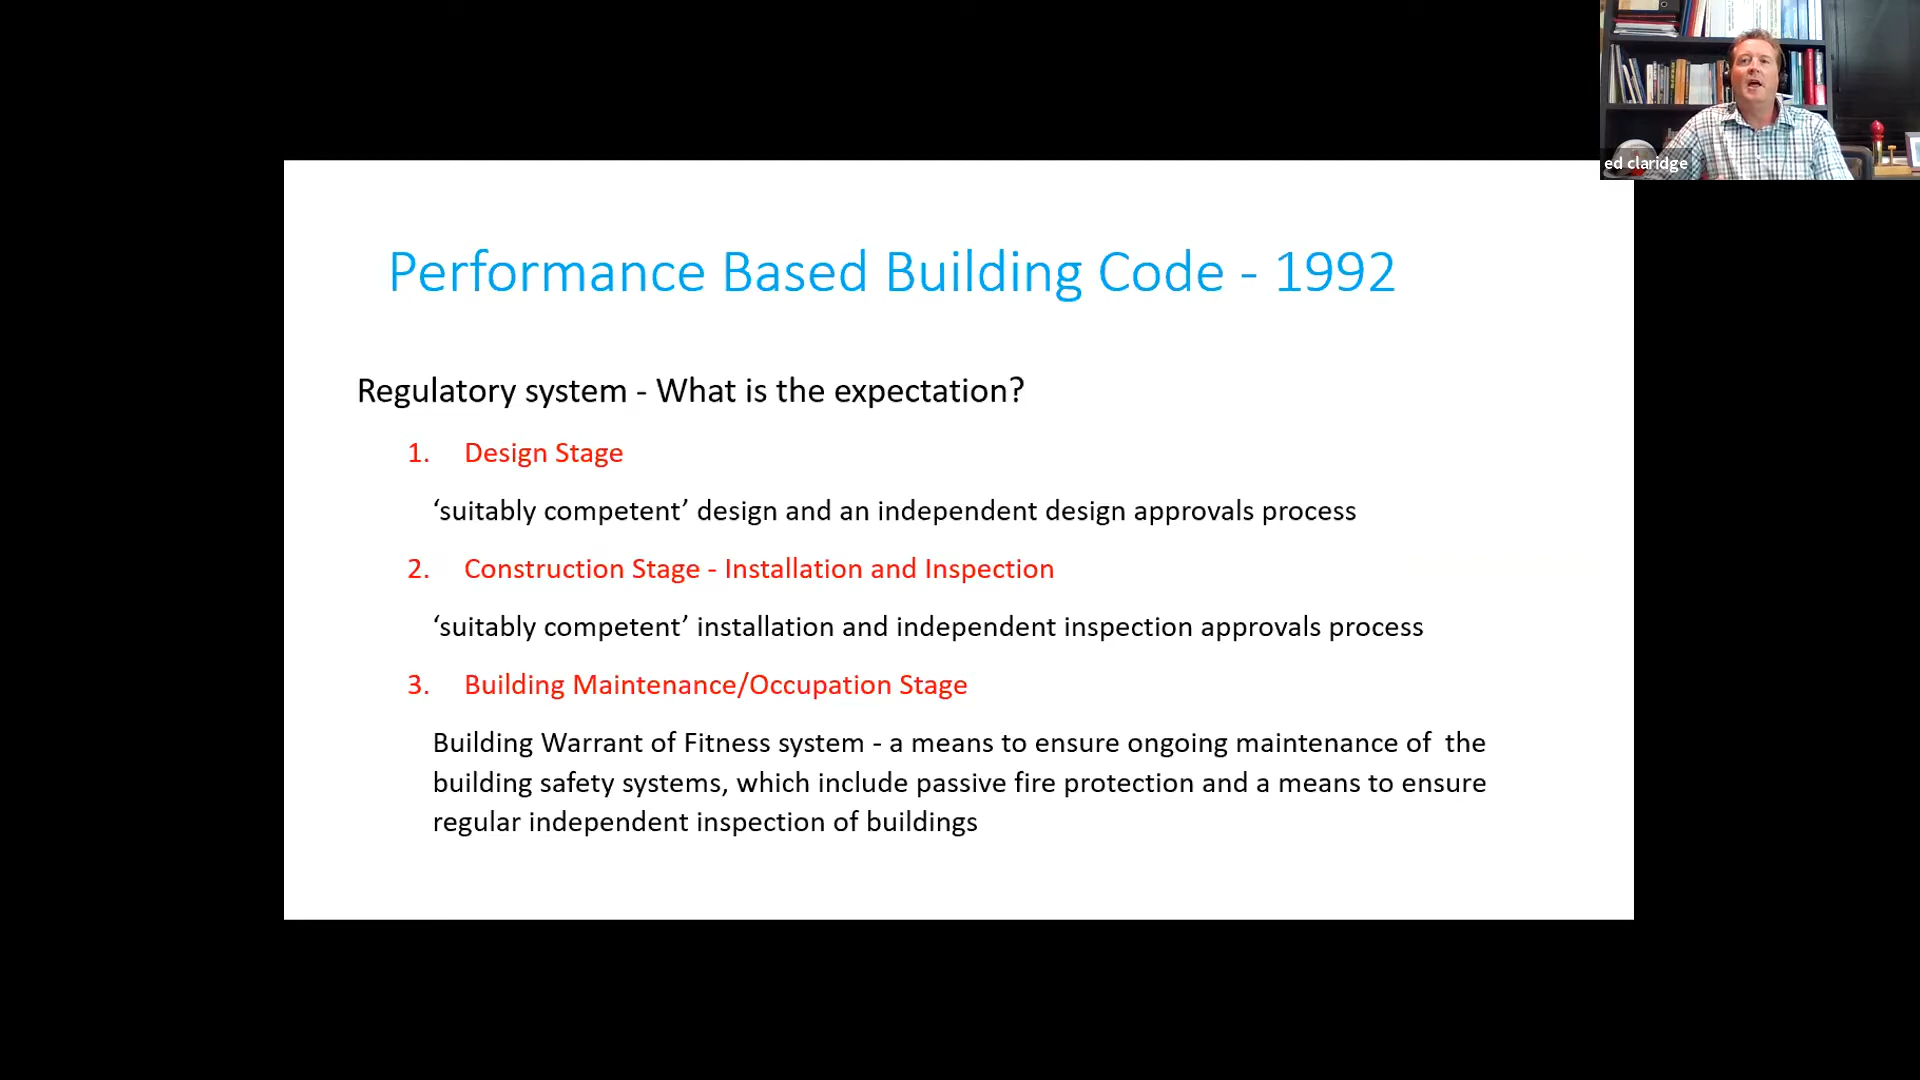 ed claridge
Performance Based Building Code - 1992
Regulatory system - What is the expectation?
1. Design Stage
‘suitably competent’ design and an independent design approvals process
2. Construction Stage - Installation and Inspection
‘suitably competent’ installation and independent inspection approvals process
3. Building Maintenance/Occupation Stage
Building Warrant of Fitness system - a means to ensure ongoing maintenance of the
building safety systems, which include passive fire protection and a means to ensure
regular independent inspection of buildings